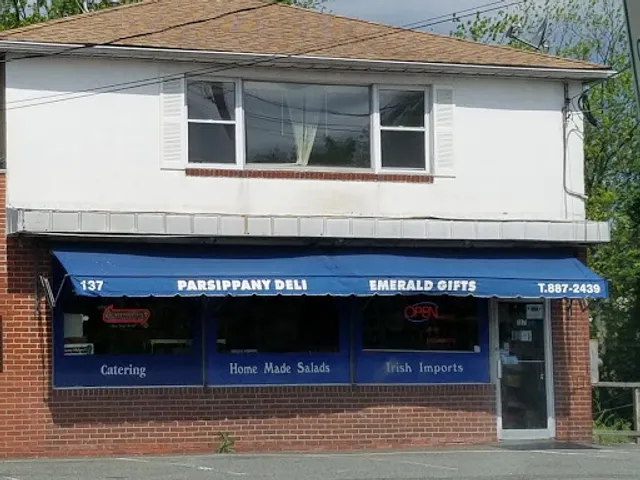 137 PARSIPPANY DELI EMERALD GIFTS T.887-2439
OPEN
Catering Home Made Salads Irish Imports